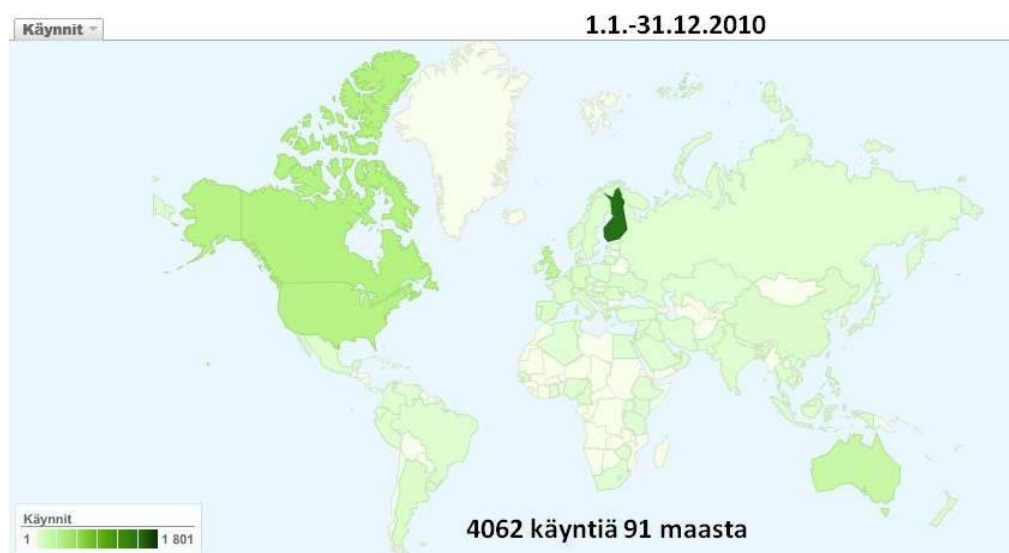 Käynnit
1.1.-31.12.2010
Käynnit
1 1 801
4062 käyntiä 91 maasta